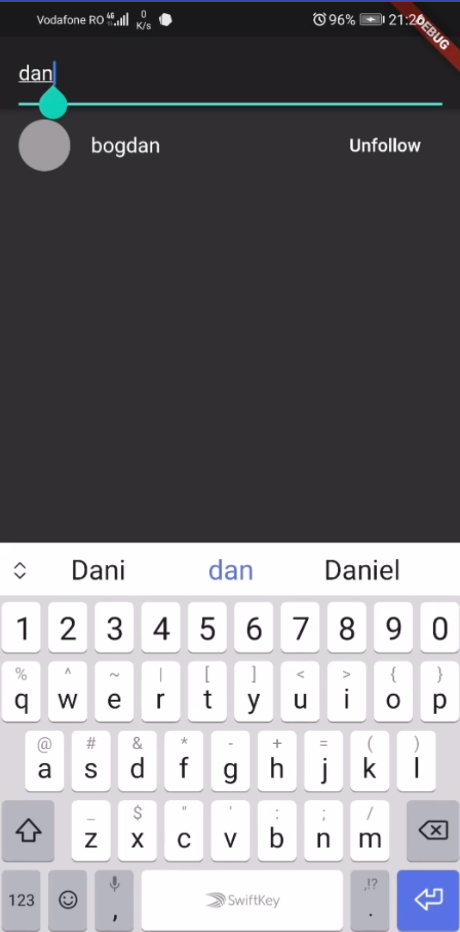 Vodafone RO 4G 0 K/s 96% 21:26
DEBUG
dan
bogdan Unfollow
Dani dan Daniel
1 2 3 4 5 6 7 8 9 0
% ^ ~ | [ ] < > { }
q w e r t y u i o p
@ # & * - + = ( )
a s d f g h j k l
_ $ " ' : ; /
z x c v b n m
123 , SwiftKey ,!? .